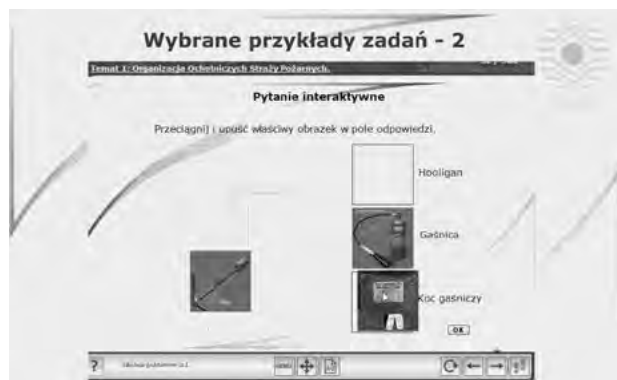 Wybrane przykłady zadań - 2
Temat 1: Organizacja Ochotniczych Straży Pożarnych.
Pytanie interaktywne
Przeciągnij i upuść właściwy obrazek w pole odpowiedzi.
Hooligan
Gaśnica
Koc gaśniczy
OK
?
MENU